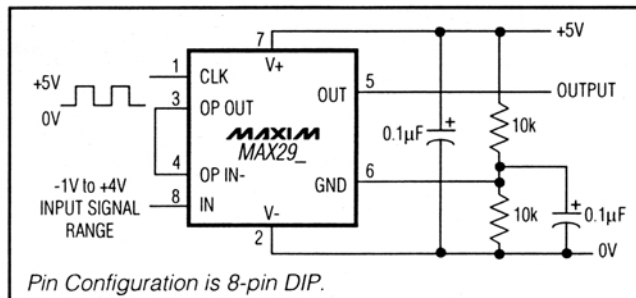 7
V+
+5V
+5V
0V
1
CLK
3
OP OUT
4
OP IN-
-1V to +4V
INPUT SIGNAL
RANGE
8
IN
MAXIM
MAX29_
OUT
5
OUTPUT
GND
6
V-
2
0.1µF
+
10k
10k
+
0.1µF
0V
Pin Configuration is 8-pin DIP.